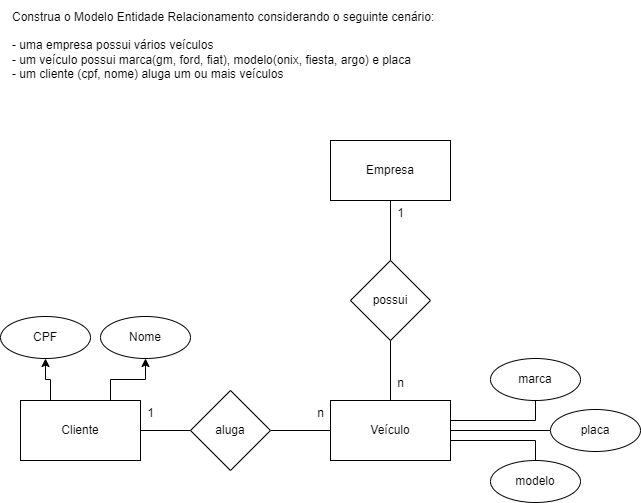 Construa o Modelo Entidade Relacionamento considerando o seguinte cenário:
- uma empresa possui vários veículos
- um veículo possui marca(gm, ford, fiat), modelo(onix, fiesta, argo) e placa
- um cliente (cpf, nome) aluga um ou mais veículos
Empresa
1
possui
n
CPF
Nome
marca
Cliente
1
aluga
n
Veículo
placa
modelo